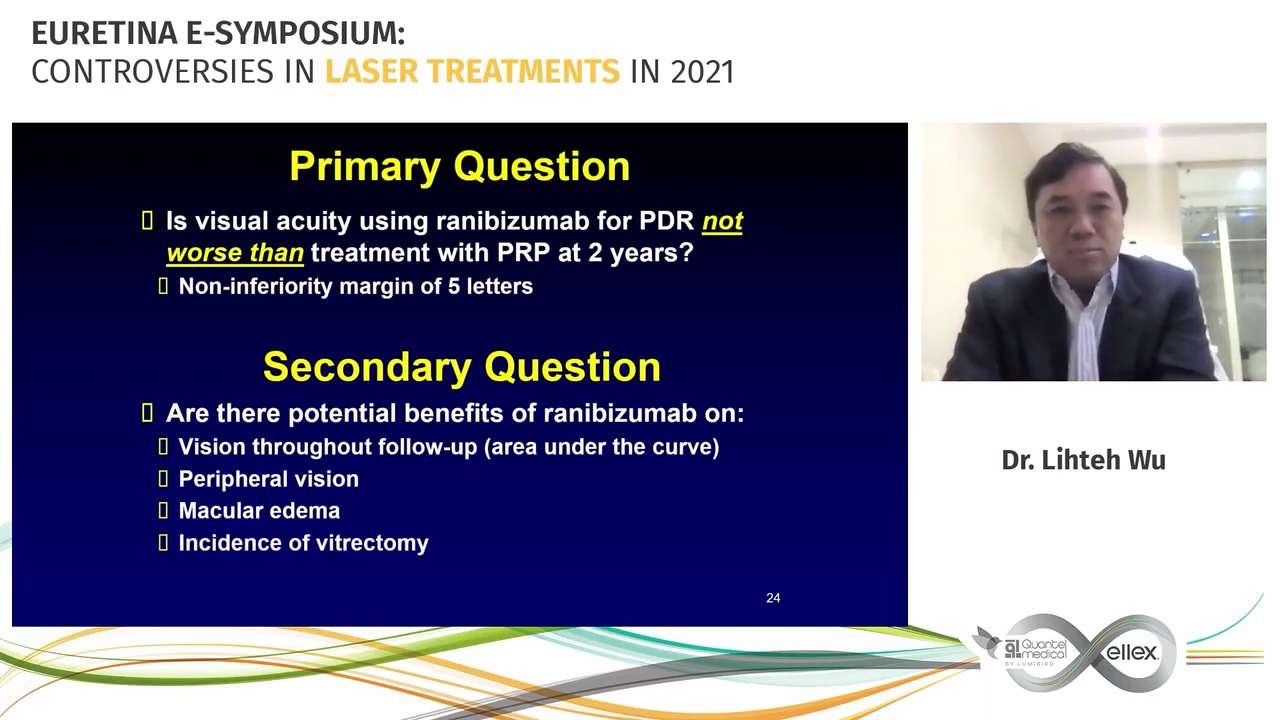 EURETINA E-SYMPOSIUM:
CONTROVERSIES IN LASER TREATMENTS IN 2021
Primary Question
Is visual acuity using ranibizumab for PDR not
worse than treatment with PRP at 2 years?
Non-inferiority margin of 5 letters
Secondary Question
Are there potential benefits of ranibizumab on:
Vision throughout follow-up (area under the curve)
Peripheral vision
Macular edema
Incidence of vitrectomy
24
Dr. Lihteh Wu
Quantel
medical
BY LUMIBIRD
ellex